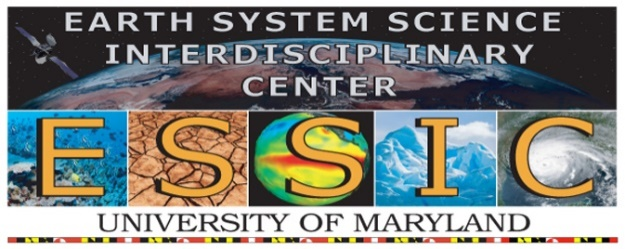 EARTH SYSTEM SCIENCE
INTERDISCIPLINARY
CENTER
ESSIC
UNIVERSITY OF MARYLAND